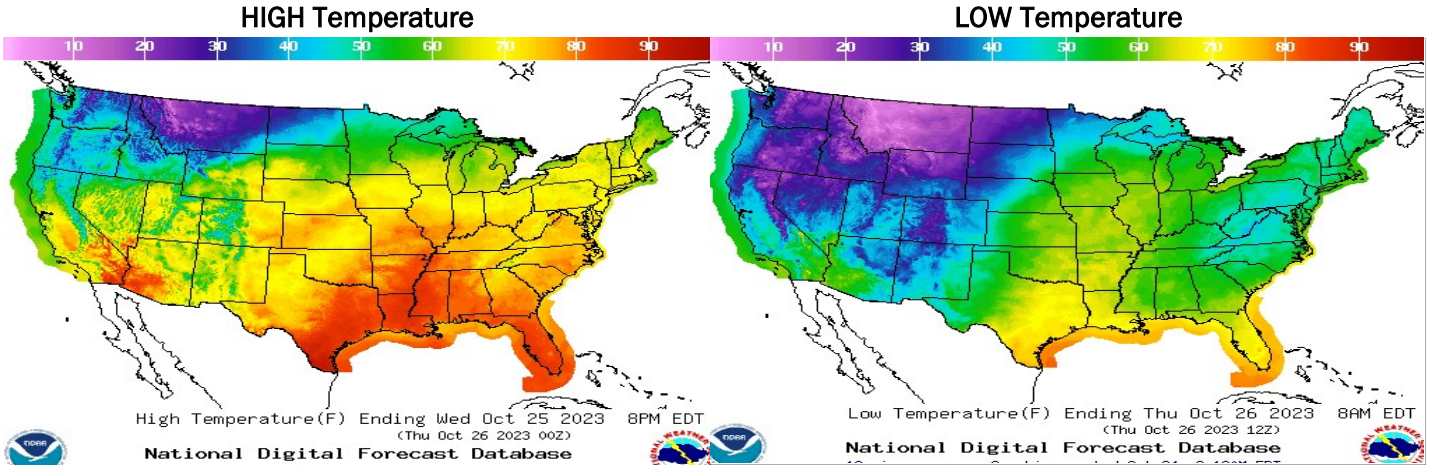 HIGH Temperature
10 20 30 40 50 60 70 80 90
High Temperature(F) Ending Wed Oct 25 2023 8PM EDT
(Thu Oct 26 2023 00Z)
National Digital Forecast Database
NOAA
LOW Temperature
10 20 30 40 50 60 70 80 90
Low Temperature(F) Ending Thu Oct 26 2023 8AM EDT
(Thu Oct 26 2023 12Z)
National Digital Forecast Database
NOAA